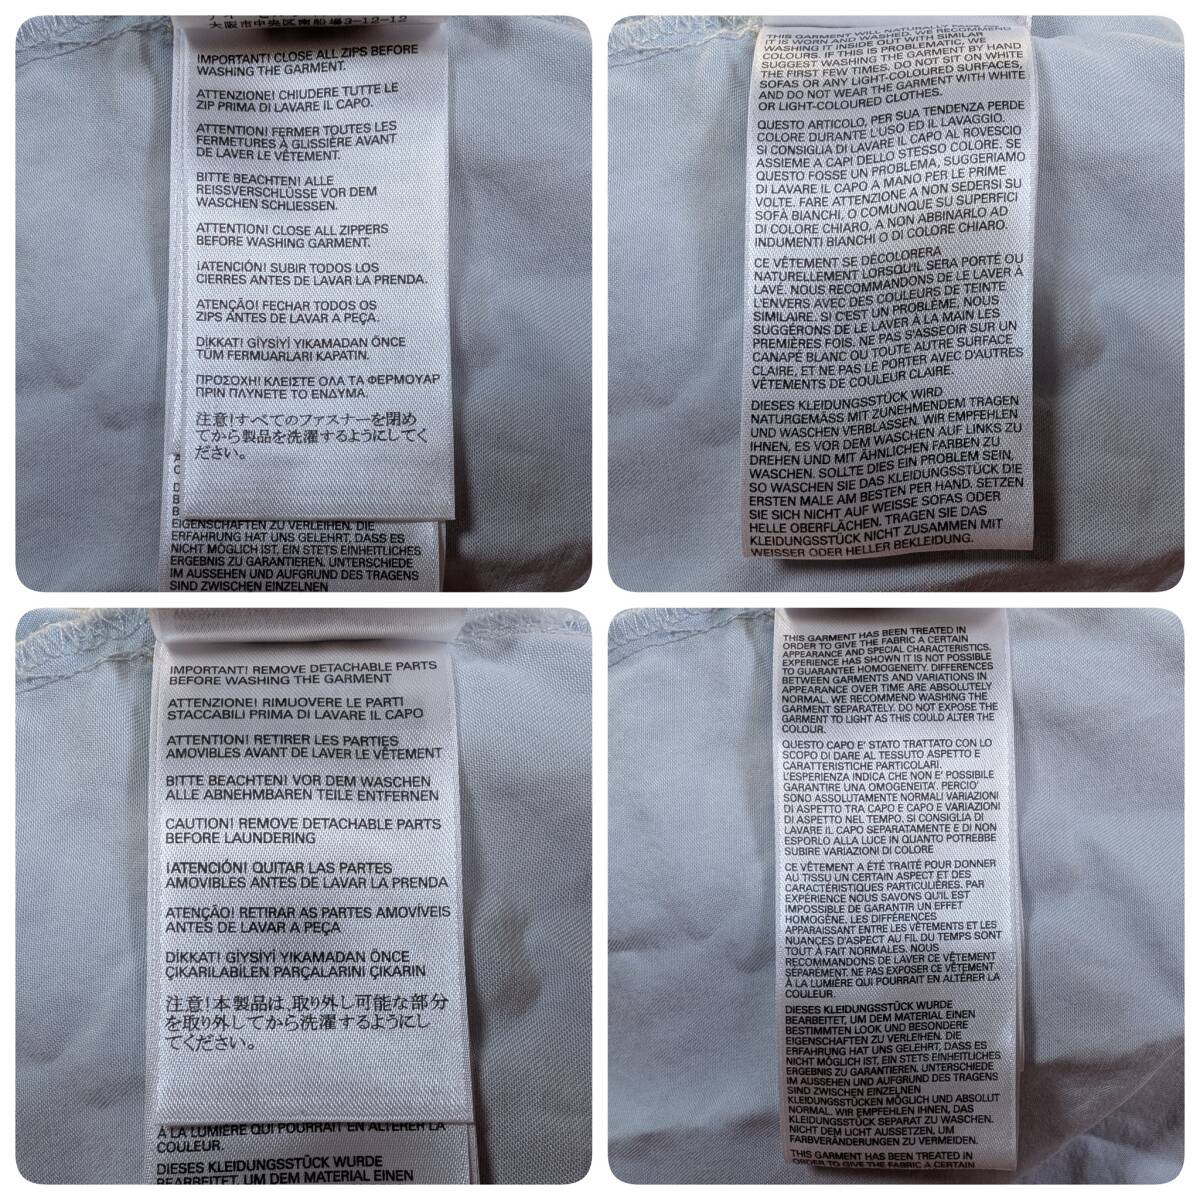 大阪市中央区南船場3-12-12
IMPORTANT! CLOSE ALL ZIPS BEFORE
WASHING THE GARMENT.
ATTENZIONE! CHIUDERE TUTTE LE
ZIP PRIMA DI LAVARE IL CAPO.
ATTENTION! FERMER TOUTES LES
FERMETURES À GLISSIÈRE AVANT
DE LAVER LE VÊTEMENT.
BITTE BEACHTEN! ALLE
REISSVERSCHLÜSSE VOR DEM
WASCHEN SCHLIESSEN.
ATTENTION! CLOSE ALL ZIPPERS
BEFORE WASHING GARMENT.
¡ATENCIÓN! SUBIR TODOS LOS
CIERRES ANTES DE LAVAR LA PRENDA.
ATENÇÃO! FECHAR TODOS OS
ZIPS ANTES DE LAVAR A PEÇA.
DİKKAT! GİYSİYİ YIKAMADAN ÖNCE
TÜM FERMUARLARI KAPATIN.
ΠΡΟΣΟΧΗ! ΚΛΕΙΣΤΕ ΟΛΑ ΤΑ ΦΕΡΜΟΥΑΡ
ΠΡΙΝ ΠΛΥΝΕΤΕ ΤΟ ΕΝΔΥΜΑ.
注意!すべてのファスナーを閉め
てから製品を洗濯するようにしてく
ださい。
EIGENSCHAFTEN ZU VERLEIHEN. DIE
ERFAHRUNG HAT UNS GELEHRT, DASS ES
NICHT MÖGLICH IST, EIN STETS EINHEITLICHES
ERGEBNIS ZU GARANTIEREN. UNTERSCHIEDE
IM AUSSEHEN UND AUFGRUND DES TRAGENS
SIND ZWISCHEN EINZELNEN
THIS GARMENT WILL NATURALLY FADE
IT IS WORN AND WASHED. WE RECOMMEND
WASHING IT INSIDE OUT WITH SIMILAR
COLOURS. IF THIS IS PROBLEMATIC, WE
SUGGEST WASHING THE GARMENT BY HAND
THE FIRST FEW TIMES. DO NOT SIT ON WHITE
SOFAS OR ANY LIGHT-COLOURED SURFACES,
AND DO NOT WEAR THE GARMENT WITH WHITE
OR LIGHT-COLOURED CLOTHES.
QUESTO ARTICOLO, PER SUA TENDENZA PERDE
COLORE DURANTE L'USO ED IL LAVAGGIO.
SI CONSIGLIA DI LAVARE IL CAPO AL ROVESCIO
ASSIEME A CAPI DELLO STESSO COLORE. SE
QUESTO FOSSE UN PROBLEMA, SUGGERIAMO
DI LAVARE IL CAPO A MANO PER LE PRIME
VOLTE. FARE ATTENZIONE A NON SEDERSI SU
SOFÀ BIANCHI, O COMUNQUE SU SUPERFICI
DI COLORE CHIARO, A NON ABBINARLO AD
INDUMENTI BIANCHI O DI COLORE CHIARO.
CE VÊTEMENT SE DÉCOLORERA
NATURELLEMENT LORSQU'IL SERA PORTÉ OU
LAVÉ. NOUS RECOMMANDONS DE LE LAVER À
L'ENVERS AVEC DES COULEURS DE TEINTE
SIMILAIRE. SI C'EST UN PROBLÈME, NOUS
SUGGÉRONS DE LE LAVER À LA MAIN LES
PREMIÈRES FOIS. NE PAS S'ASSEOIR SUR UN
CANAPÉ BLANC OU TOUTE AUTRE SURFACE
CLAIRE, ET NE PAS LE PORTER AVEC D'AUTRES
VÊTEMENTS DE COULEUR CLAIRE.
DIESES KLEIDUNGSSTÜCK WIRD
NATURGEMÄSS MIT ZUNEHMENDEM TRAGEN
UND WASCHEN VERBLASSEN. WIR EMPFEHLEN
IHNEN, ES VOR DEM WASCHEN AUF LINKS ZU
DREHEN UND MIT ÄHNLICHEN FARBEN ZU
WASCHEN. SOLLTE DIES EIN PROBLEM SEIN,
SO WASCHEN SIE DAS KLEIDUNGSSTÜCK DIE
ERSTEN MALE AM BESTEN PER HAND. SETZEN
SIE SICH NICHT AUF WEISSE SOFAS ODER
HELLE OBERFLÄCHEN. TRAGEN SIE DAS
KLEIDUNGSSTÜCK NICHT ZUSAMMEN MIT
WEISSER ODER HELLER BEKLEIDUNG.
IMPORTANT! REMOVE DETACHABLE PARTS
BEFORE WASHING THE GARMENT
ATTENZIONE! RIMUOVERE LE PARTI
STACCABILI PRIMA DI LAVARE IL CAPO
ATTENTION! RETIRER LES PARTIES
AMOVIBLES AVANT DE LAVER LE VÊTEMENT
BITTE BEACHTEN! VOR DEM WASCHEN
ALLE ABNEHMBAREN TEILE ENTFERNEN
CAUTION! REMOVE DETACHABLE PARTS
BEFORE LAUNDERING
¡ATENCIÓN! QUITAR LAS PARTES
AMOVIBLES ANTES DE LAVAR LA PRENDA
ATENÇÃO! RETIRAR AS PARTES AMOVÍVEIS
ANTES DE LAVAR A PEÇA
DİKKAT! GİYSİYİ YIKAMADAN ÖNCE
ÇIKARILABİLEN PARÇALARINI ÇIKARIN
注意!本製品は、取り外し可能な部分
を取り外してから洗濯するようにし
てください。
À LA LUMIÈRE QUI POURRAIT EN ALTÉRER LA
COULEUR.
DIESES KLEIDUNGSSTÜCK WURDE
BEARBEITET, UM DEM MATERIAL EINEN
THIS GARMENT HAS BEEN TREATED IN
ORDER TO GIVE THE FABRIC A CERTAIN
APPEARANCE AND SPECIAL CHARACTERISTICS.
EXPERIENCE HAS SHOWN IT IS NOT POSSIBLE
TO GUARANTEE HOMOGENEITY. DIFFERENCES
BETWEEN GARMENTS AND VARIATIONS IN
APPEARANCE OVER TIME ARE ABSOLUTELY
NORMAL. WE RECOMMEND WASHING THE
GARMENT SEPARATELY. DO NOT EXPOSE THE
GARMENT TO LIGHT AS THIS COULD ALTER THE
COLOUR.
QUESTO CAPO E' STATO TRATTATO CON LO
SCOPO DI DARE AL TESSUTO ASPETTO E
CARATTERISTICHE PARTICOLARI.
L'ESPERIENZA INDICA CHE NON E' POSSIBILE
GARANTIRE UNA OMOGENEITA'. PERCIO'
SONO ASSOLUTAMENTE NORMALI VARIAZIONI
DI ASPETTO TRA CAPO E CAPO E VARIAZIONI
DI ASPETTO NEL TEMPO. SI CONSIGLIA DI
LAVARE IL CAPO SEPARATAMENTE E DI NON
ESPORLO ALLA LUCE IN QUANTO POTREBBE
SUBIRE VARIAZIONI DI COLORE
CE VÊTEMENT A ÉTÉ TRAITÉ POUR DONNER
AU TISSU UN CERTAIN ASPECT ET DES
CARACTÉRISTIQUES PARTICULIÈRES. PAR
EXPÉRIENCE NOUS SAVONS QU'IL EST
IMPOSSIBLE DE GARANTIR UN EFFET
HOMOGÈNE. LES DIFFÉRENCES
APPARAISSANT ENTRE LES VÊTEMENTS ET LES
NUANCES D'ASPECT AU FIL DU TEMPS SONT
TOUT À FAIT NORMALES. NOUS
RECOMMANDONS DE LAVER CE VÊTEMENT
SÉPARÉMENT. NE PAS EXPOSER CE VÊTEMENT
À LA LUMIÈRE QUI POURRAIT EN ALTÉRER LA
COULEUR.
DIESES KLEIDUNGSSTÜCK WURDE
BEARBEITET, UM DEM MATERIAL EINEN
BESTIMMTEN LOOK UND BESONDERE
EIGENSCHAFTEN ZU VERLEIHEN. DIE
ERFAHRUNG HAT UNS GELEHRT, DASS ES
NICHT MÖGLICH IST, EIN STETS EINHEITLICHES
ERGEBNIS ZU GARANTIEREN. UNTERSCHIEDE
IM AUSSEHEN UND AUFGRUND DES TRAGENS
SIND ZWISCHEN EINZELNEN
KLEIDUNGSSTÜCKEN MÖGLICH UND ABSOLUT
NORMAL. WIR EMPFEHLEN IHNEN, DAS
KLEIDUNGSSTÜCK SEPARAT ZU WASCHEN.
NICHT DEM LICHT AUSSETZEN, UM
FARBVERÄNDERUNGEN ZU VERMEIDEN.
THIS GARMENT HAS BEEN TREATED IN
ORDER TO GIVE THE FABRIC A CERTAIN